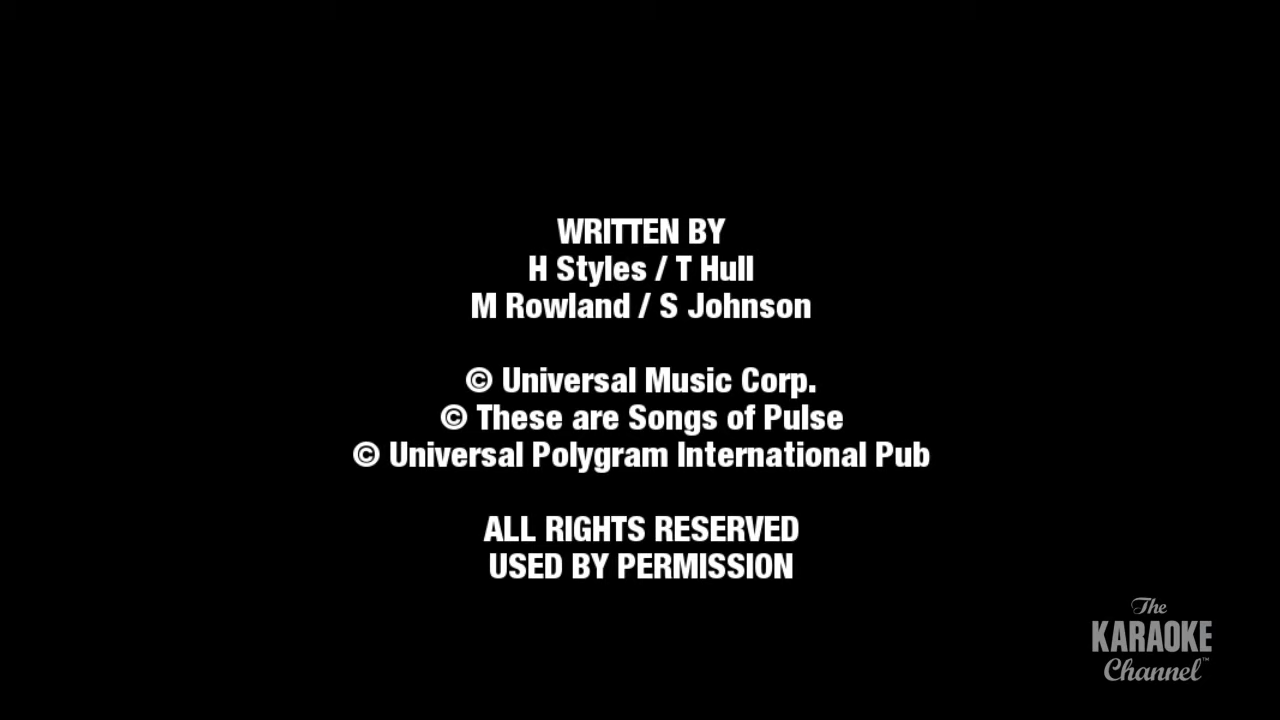 WRITTEN BY
H Styles / T Hull
M Rowland / S Johnson
© Universal Music Corp.
© These are Songs of Pulse
© Universal Polygram International Pub
ALL RIGHTS RESERVED
USED BY PERMISSION
The
KARAOKE
Channel™